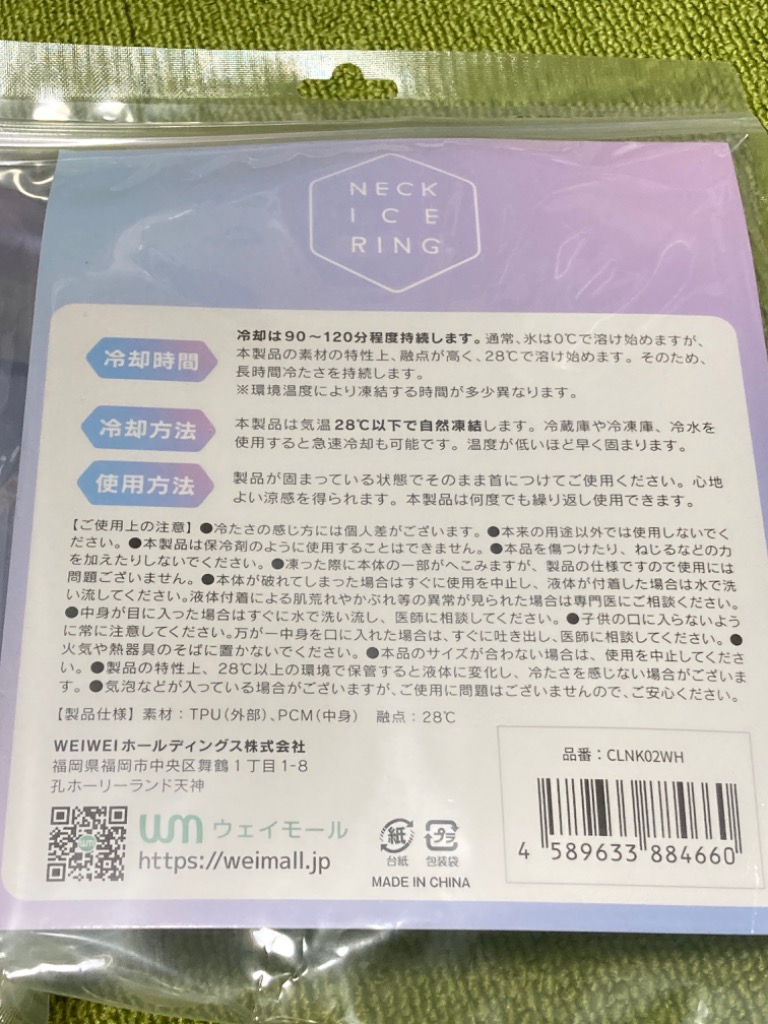 NECK
ICE
RING
冷却時間
冷却は90～120分程度持続します。通常、氷は0℃で溶け始めますが、
本製品の素材の特性上、融点が高く、28℃で溶け始めます。そのため、
長時間冷たさを持続します。
※環境温度により凍結する時間が多少異なります。
冷却方法
本製品は気温28℃以下で自然凍結します。冷蔵庫や冷凍庫、冷水を
使用すると急速冷却も可能です。温度が低いほど早く固まります。
使用方法
製品が固まっている状態でそのまま首につけてご使用ください。心地
よい涼感を得られます。本製品は何度でも繰り返し使用できます。
【ご使用上の注意】●冷たさの感じ方には個人差がございます。●本来の用途以外では使用しないでく
ださい。●本製品は保冷剤のように使用することはできません。●本品を傷つけたり、ねじるなどの力
を加えたりしないでください。●凍った際に本体の一部がへこみますが、製品の仕様ですので使用には
問題ございません。●本体が破れてしまった場合はすぐに使用を中止し、液体が付着した場合は水で洗
い流してください。液体付着による肌荒れやかぶれ等の異常が見られた場合は専門医にご相談ください。
●中身が目に入った場合はすぐに水で洗い流し、医師に相談してください。●子供の口に入らないよう
に常に注意してください。万が一中身を口に入れた場合は、すぐに吐き出し、医師に相談してください。●
火気や熱器具のそばに置かないでください。●本品のサイズが合わない場合は、使用を中止してくださ
い。●製品の特性上、28℃以上の環境で保管すると液体に変化し、冷たさを感じない場合がございま
す。●気泡などが入っている場合がございますが、ご使用に問題はございませんので、ご安心ください。
【製品仕様】素材：TPU(外部)、PCM(中身) 融点：28℃
WEIWEIホールディングス株式会社
福岡県福岡市中央区舞鶴1丁目1-8
孔ホーリーランド天神
wm ウェイモール
https://weimall.jp
紙
台紙
プラ
包装袋
MADE IN CHINA
品番：CLNK02WH
4 589633 884660